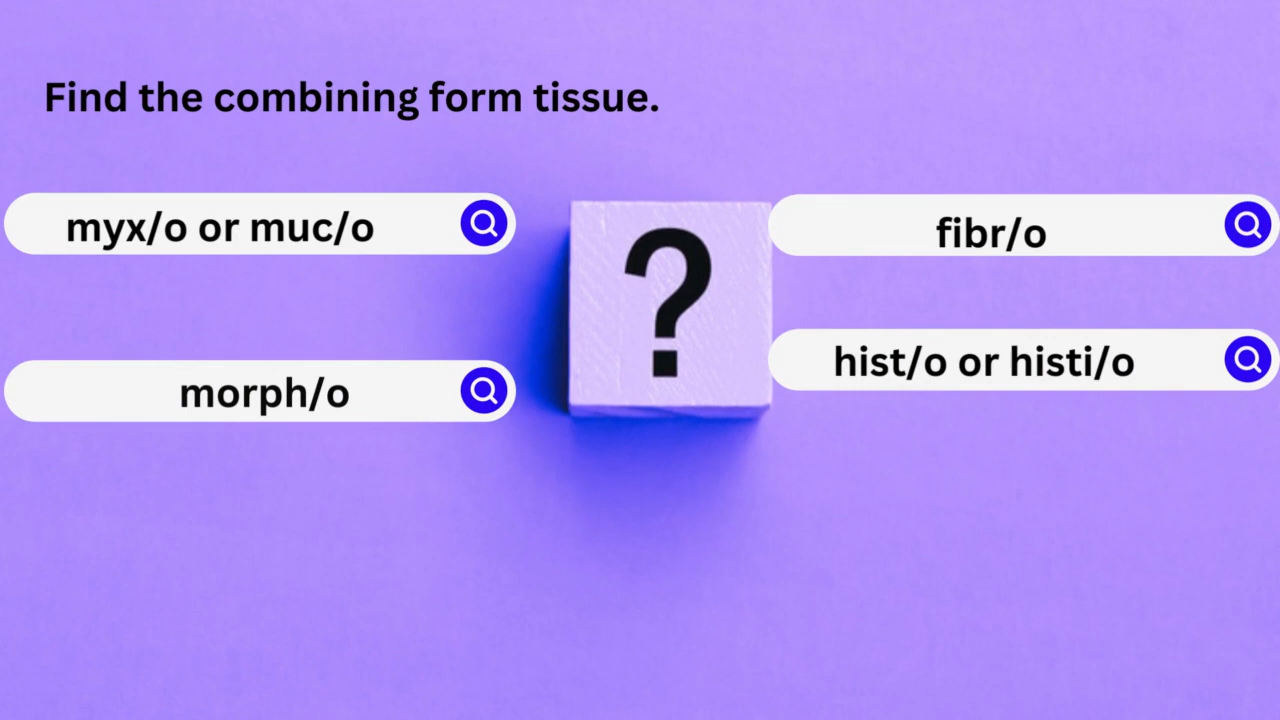 Find the combining form tissue.
myx/o or muc/o
fibr/o
?
morph/o
hist/o or histi/o